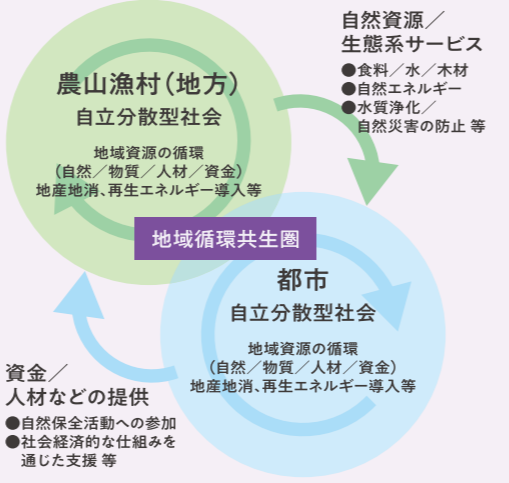 自然資源／
生態系サービス
●食料／水／木材
●自然エネルギー
●水質浄化／
自然災害の防止 等
農山漁村（地方）
自立分散型社会
地域資源の循環
（自然／物質／人材／資金）
地産地消、再生エネルギー導入等
地域循環共生圏
都市
自立分散型社会
地域資源の循環
（自然／物質／人材／資金）
地産地消、再生エネルギー導入等
資金／
人材などの提供
●自然保全活動への参加
●社会経済的な仕組みを
通じた支援 等